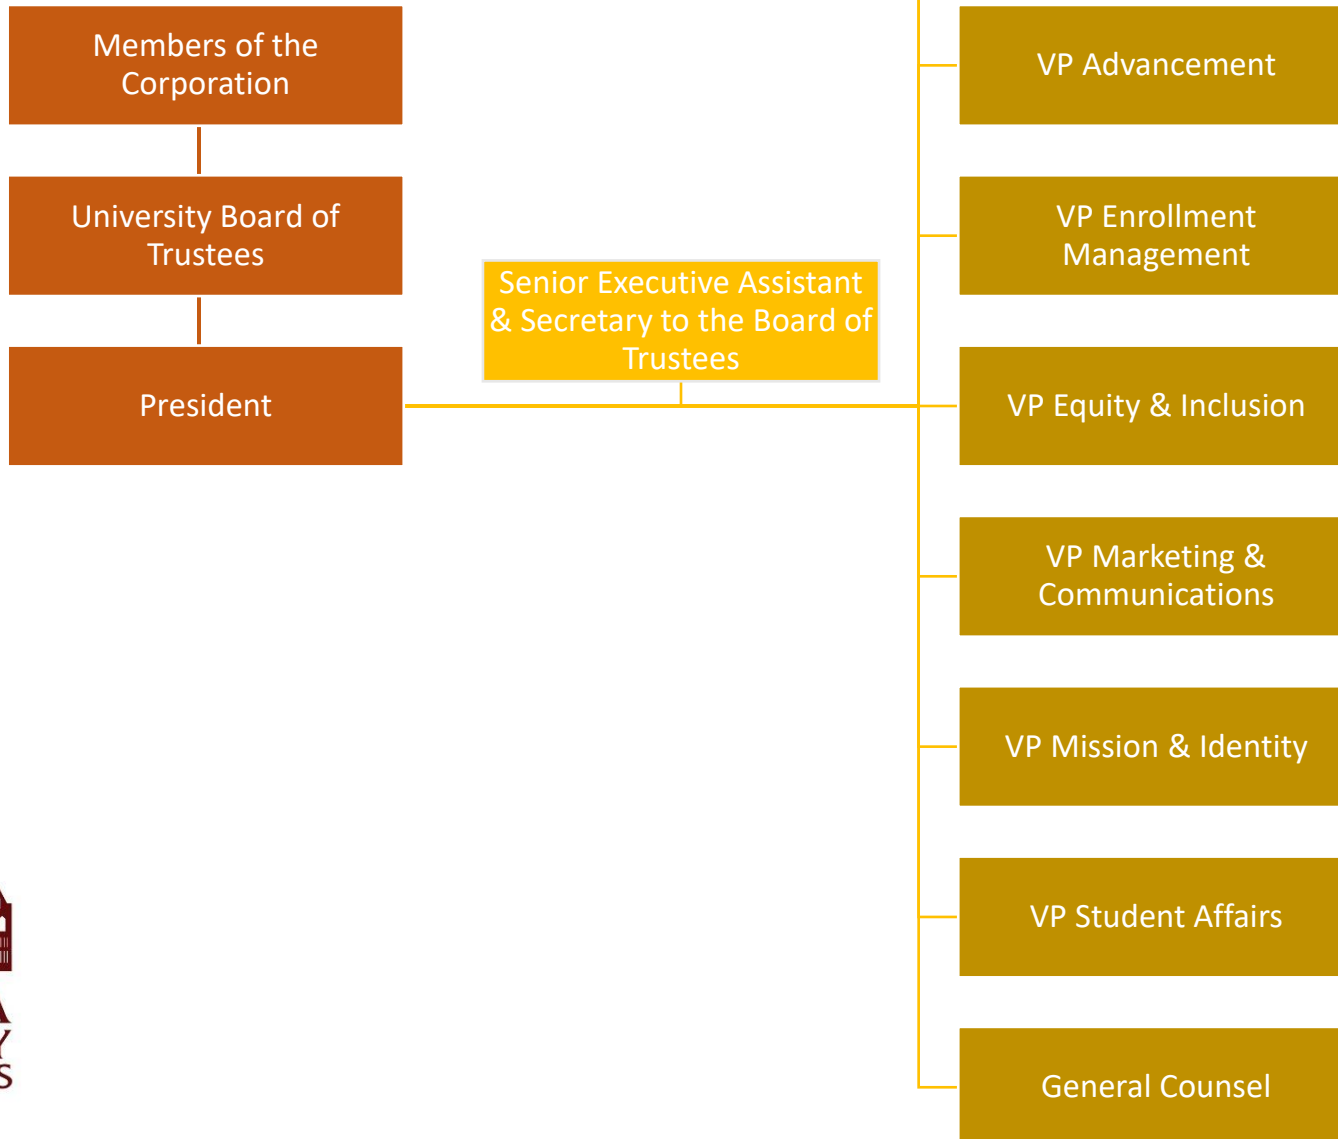 Members of the
Corporation
University Board of
Trustees
President
Senior Executive Assistant
& Secretary to the Board of
Trustees
VP Advancement
VP Enrollment
Management
VP Equity & Inclusion
VP Marketing &
Communications
VP Mission & Identity
VP Student Affairs
General Counsel
A
Y
S